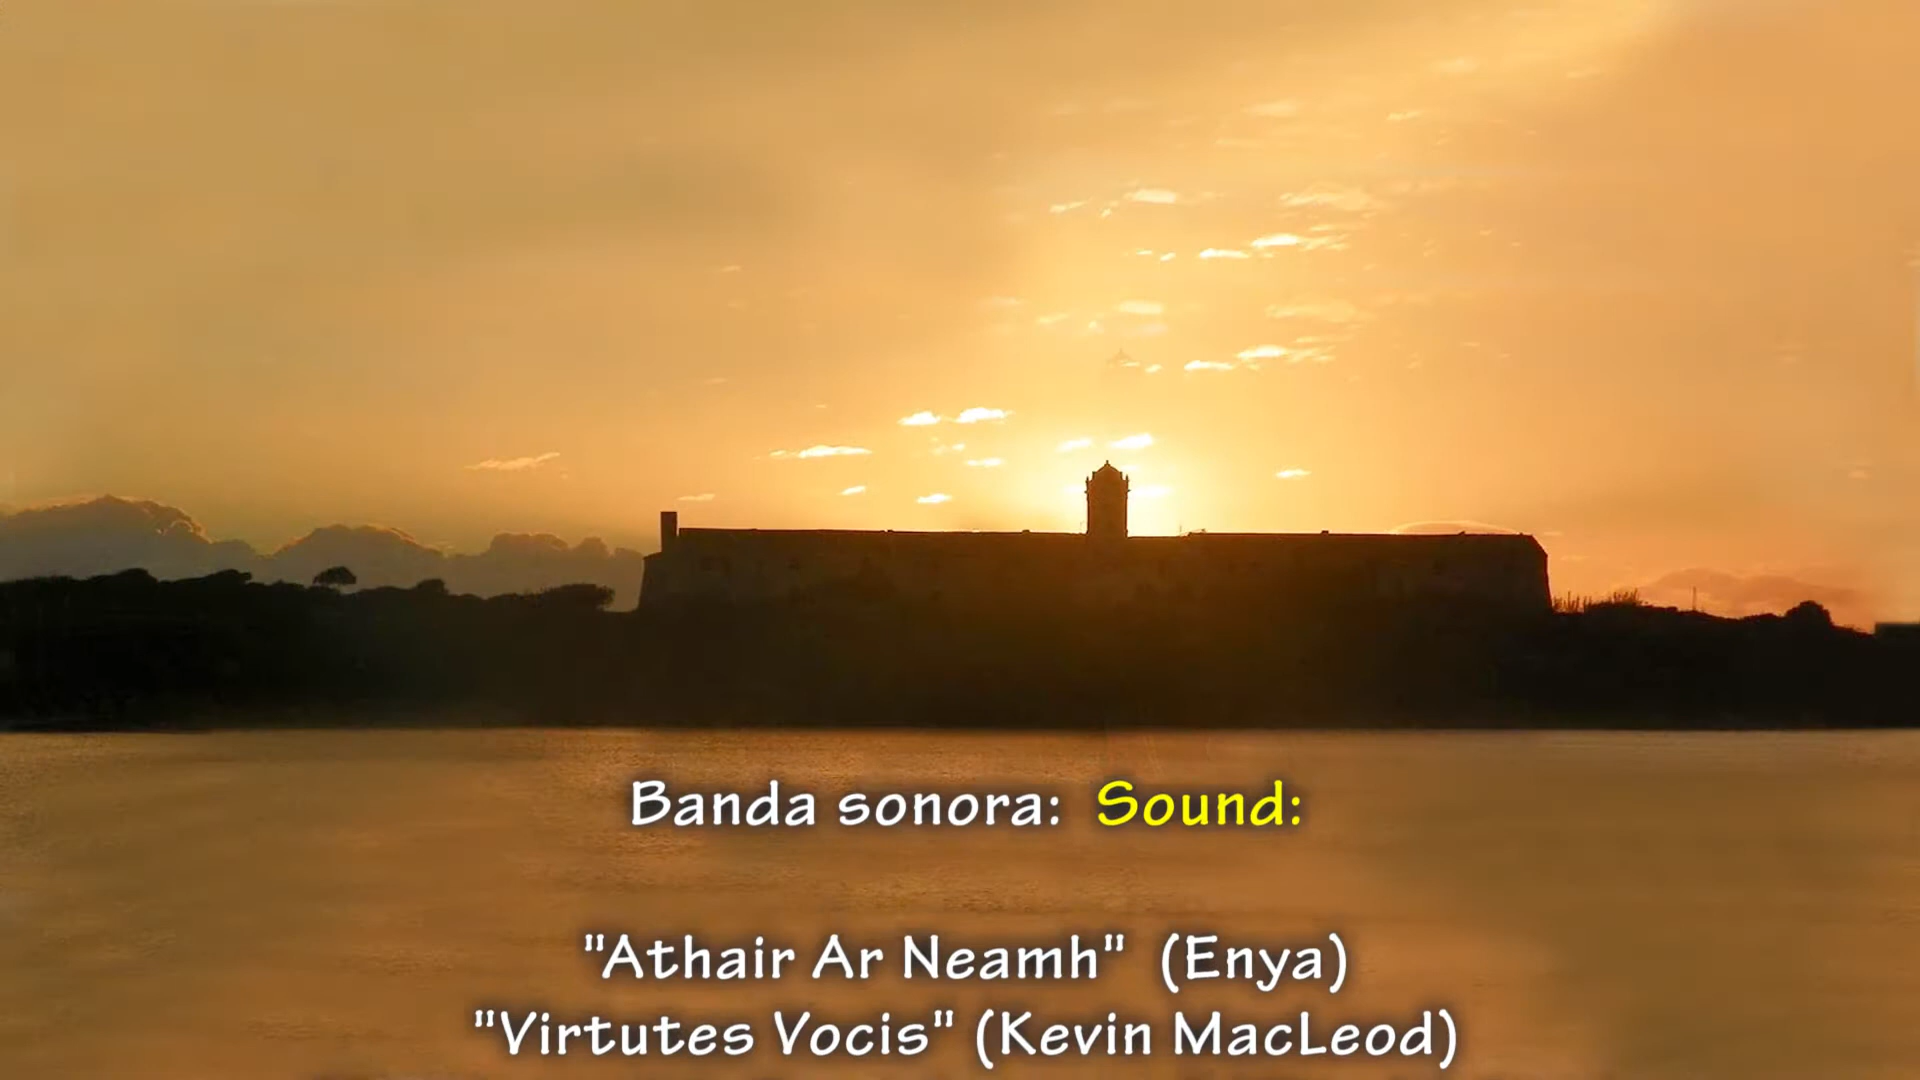 Banda sonora: Sound:
"Athair Ar Neamh" (Enya)
"Virtutes Vocis" (Kevin MacLeod)